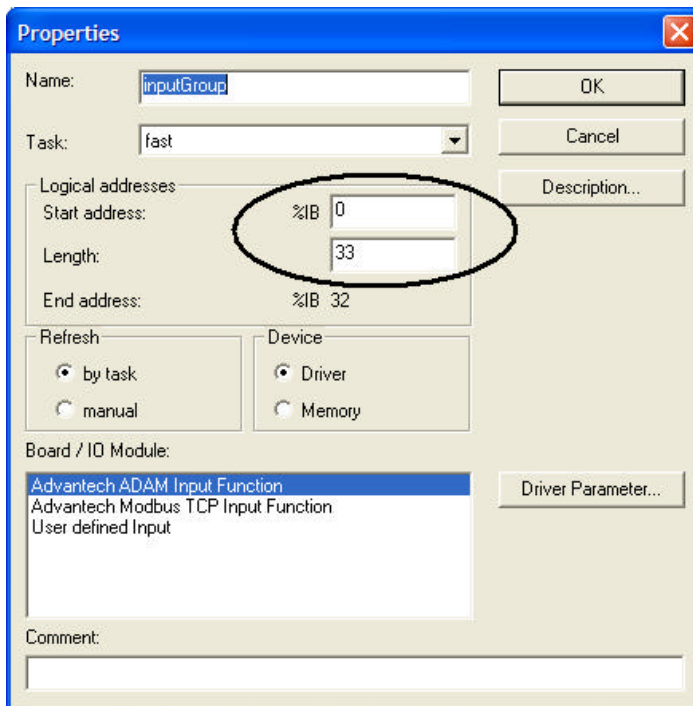 Properties
Name: inputGroup OK
Task: fast Cancel
Logical addresses Description...
Start address: %IB 0
Length: 33
End address: %IB 32
Refresh Device
by task Driver
manual Memory
Board / IO Module:
Advantech ADAM Input Function Driver Parameter...
Advantech Modbus TCP Input Function
User defined Input
Comment: